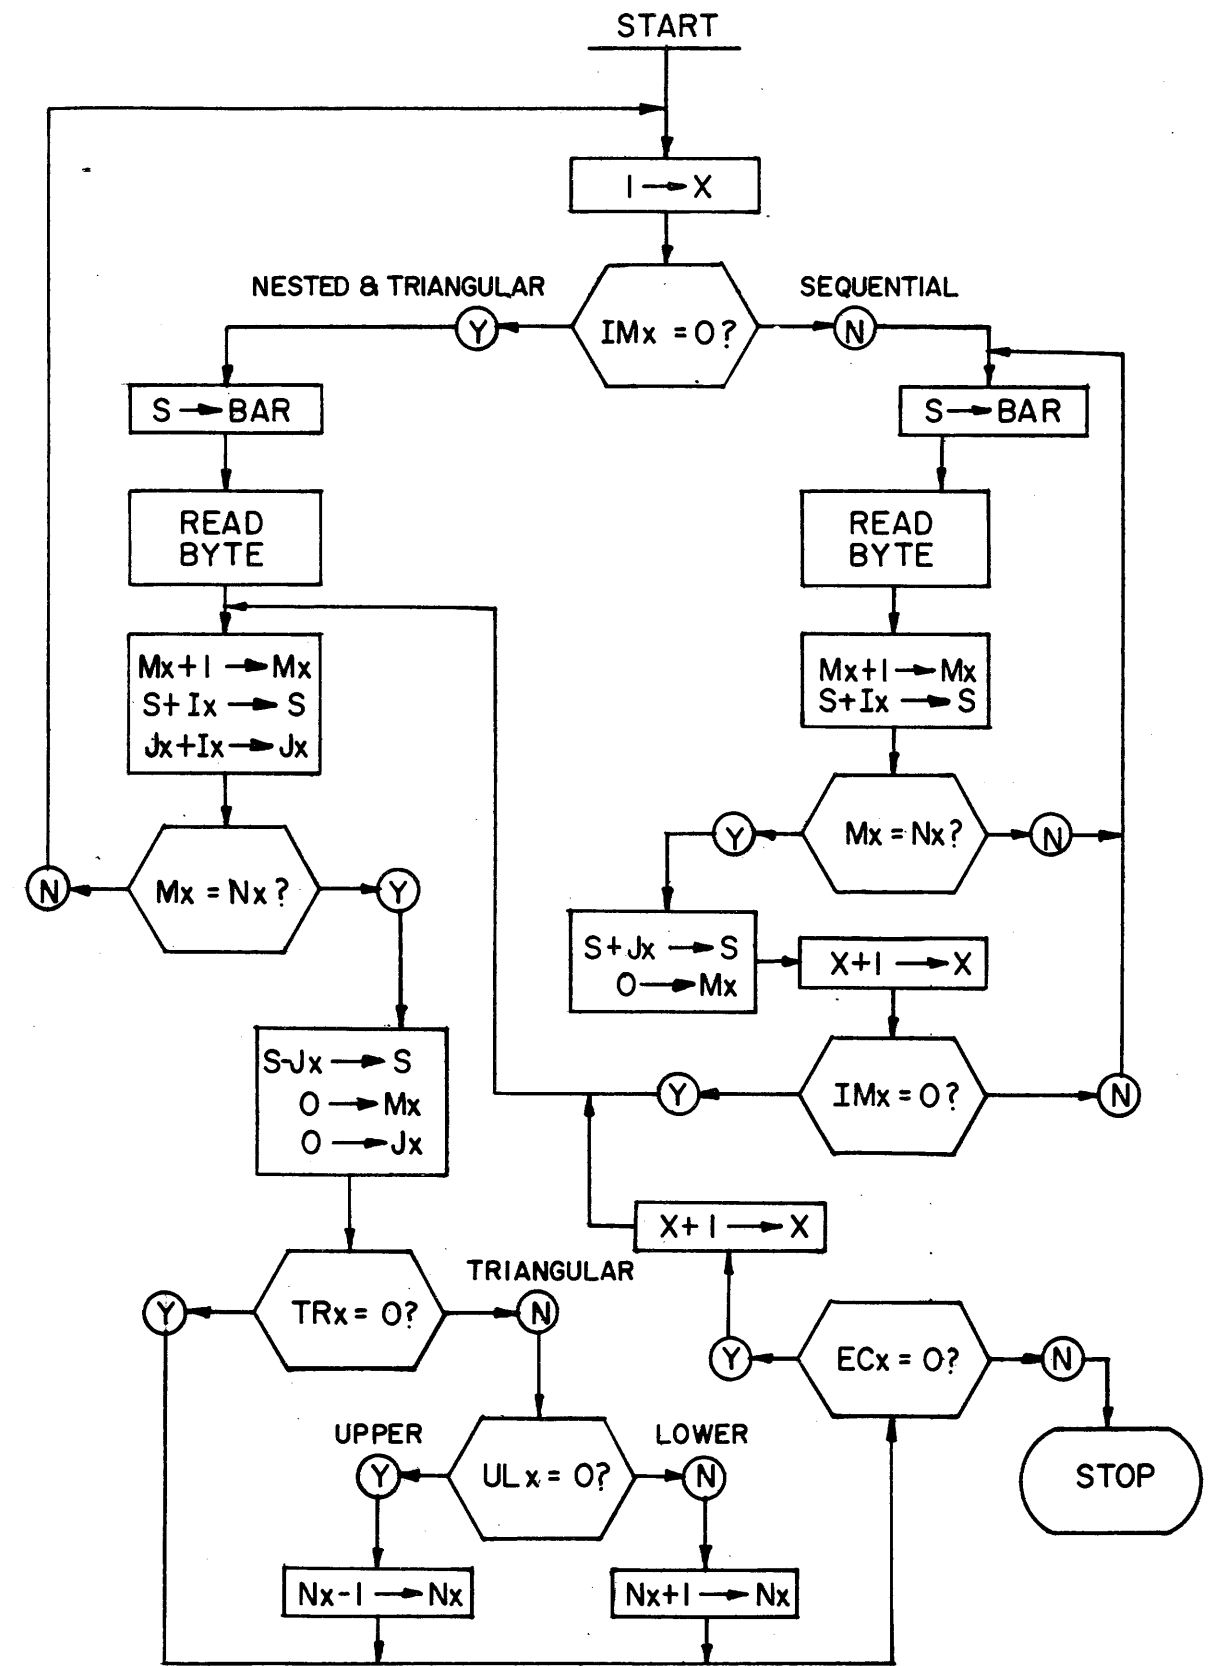 START
1 → X
NESTED & TRIANGULAR
SEQUENTIAL
Y
IMx = 0?
N
S → BAR
S → BAR
READ
BYTE
READ
BYTE
Mx+1 → Mx
S+Ix → S
Jx+Ix → Jx
Mx+1 → Mx
S+Ix → S
Y
Mx = Nx?
N
N
Mx = Nx?
Y
S+Jx → S
0 → Mx
X+1 → X
S-Jx → S
0 → Mx
0 → Jx
Y
IMx = 0?
N
X+1 → X
TRIANGULAR
Y
TRx = 0?
N
Y
ECx = 0?
N
UPPER
LOWER
Y
ULx = 0?
N
STOP
Nx-1 → Nx
Nx+1 → Nx